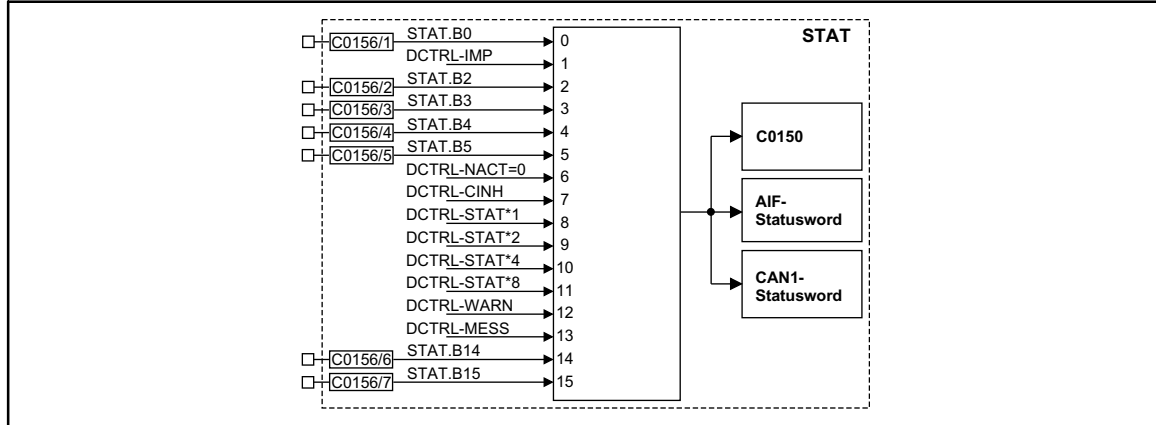 STAT
C0156/1 STAT.B0 0
DCTRL-IMP 1
C0156/2 STAT.B2 2
C0156/3 STAT.B3 3
C0156/4 STAT.B4 4
C0156/5 STAT.B5 5
DCTRL-NACT=0 6
DCTRL-CINH 7
DCTRL-STAT*1 8
DCTRL-STAT*2 9
DCTRL-STAT*4 10
DCTRL-STAT*8 11
DCTRL-WARN 12
DCTRL-MESS 13
C0156/6 STAT.B14 14
C0156/7 STAT.B15 15
C0150
AIF-
Statusword
CAN1-
Statusword